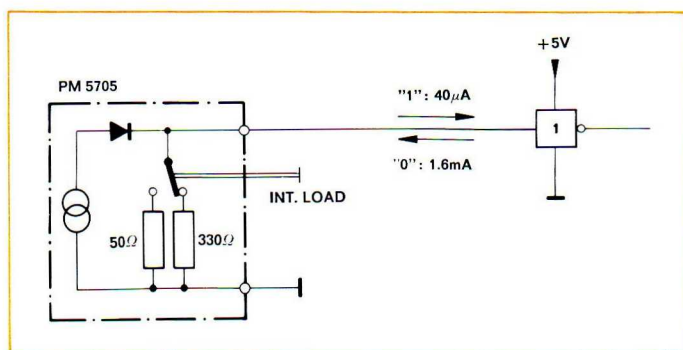 PM 5705
+5V
"1": 40μA
1
"0": 1.6mA
INT. LOAD
50Ω
330Ω